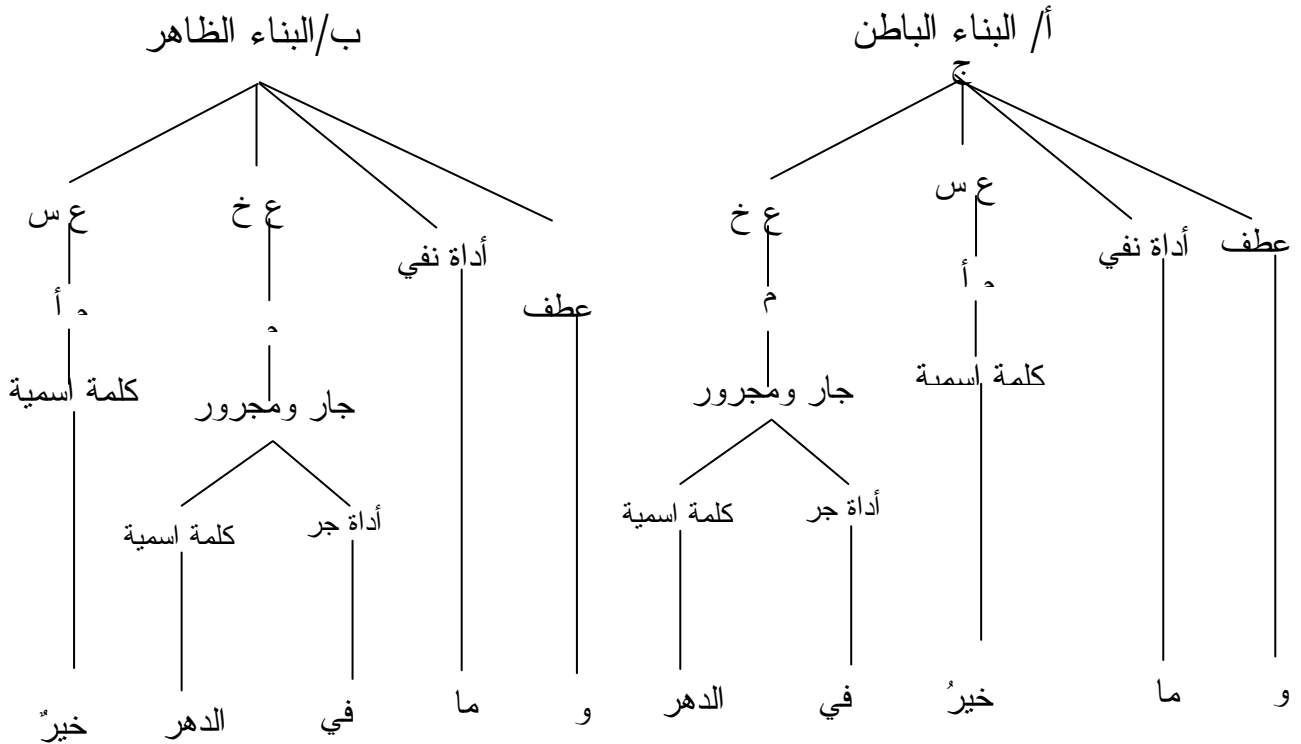 أ/ البناء الباطن
ب/البناء الظاهر
ج
عطف
أداة نفي
ع س
ع خ
م أ
م
كلمة اسمية
جار ومجرور
أداة جر
كلمة اسمية
و
ما
خيرُ
في
الدهر
عطف
أداة نفي
ع خ
ع س
م
م أ
جار ومجرور
كلمة اسمية
أداة جر
كلمة اسمية
و
ما
في
الدهر
خيرٌ